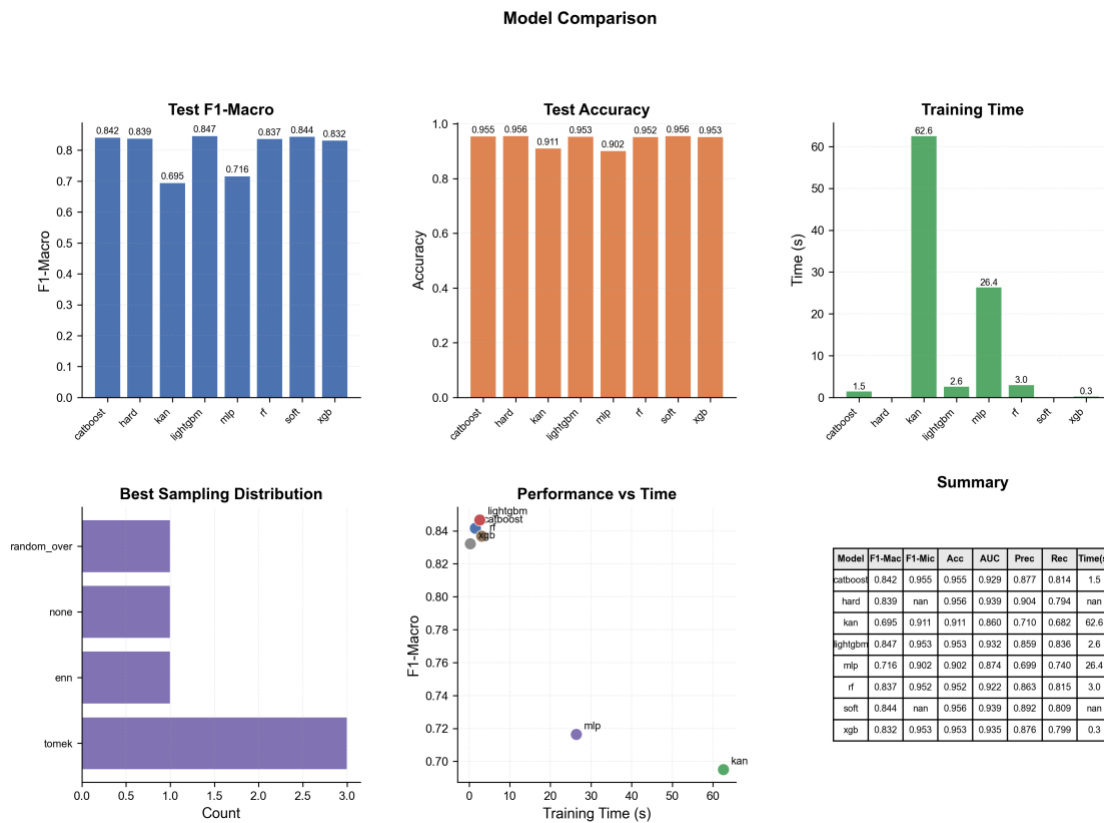 Model Comparison
Test F1-Macro
0.842 0.839 0.695 0.847 0.716 0.837 0.844 0.832
0.8
0.7
0.6
0.5
0.4
0.3
0.2
0.1
0.0
F1-Macro
catboost hard kan lightgbm mlp rf soft xgb
Test Accuracy
0.955 0.956 0.911 0.953 0.902 0.952 0.956 0.953
1.0
0.8
0.6
0.4
0.2
0.0
Accuracy
catboost hard kan lightgbm mlp rf soft xgb
Training Time
1.5 62.6 2.6 26.4 3.0 0.3
60
50
40
30
20
10
0
Time (s)
catboost hard kan lightgbm mlp rf soft xgb
Best Sampling Distribution
random_over
none
enn
tomek
0.0 0.5 1.0 1.5 2.0 2.5 3.0
Count
Performance vs Time
lightgbm
catboost
rf
xgb
mlp
kan
0.84
0.82
0.80
0.78
0.76
0.74
0.72
0.70
F1-Macro
0 10 20 30 40 50 60
Training Time (s)
Summary
Model F1-Mac F1-Mic Acc AUC Prec Rec Time(s
catboost 0.842 0.955 0.955 0.929 0.877 0.814 1.5
hard 0.839 nan 0.956 0.939 0.904 0.794 nan
kan 0.695 0.911 0.911 0.860 0.710 0.682 62.6
lightgbm 0.847 0.953 0.953 0.932 0.859 0.836 2.6
mlp 0.716 0.902 0.902 0.874 0.699 0.740 26.4
rf 0.837 0.952 0.952 0.922 0.863 0.815 3.0
soft 0.844 nan 0.956 0.939 0.892 0.809 nan
xgb 0.832 0.953 0.953 0.935 0.876 0.799 0.3